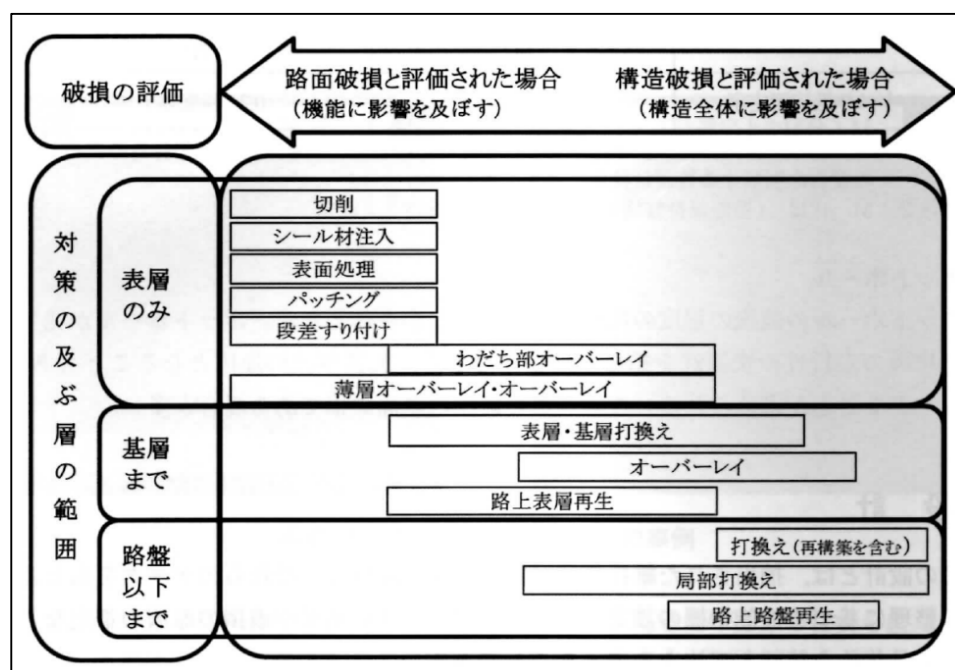 破損の評価
路面破損と評価された場合
(機能に影響を及ぼす)
構造破損と評価された場合
(構造全体に影響を及ぼす)
対策の及ぶ層の範囲
表層
のみ
切削
シール材注入
表面処理
パッチング
段差すり付け
わだち部オーバーレイ
薄層オーバーレイ・オーバーレイ
基層
まで
表層・基層打換え
オーバーレイ
路上表層再生
路盤
以下
まで
打換え(再構築を含む)
局部打換え
路上路盤再生